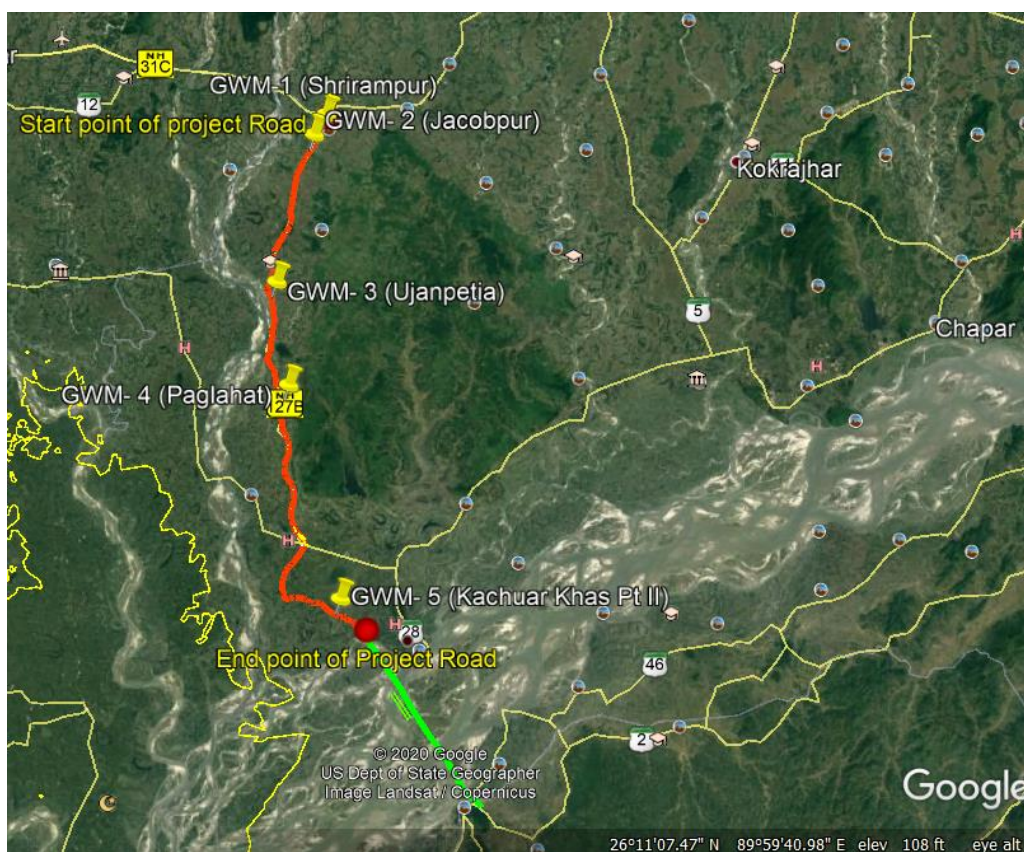 NH
31C
12
GWM-1 (Shrirampur)
Start point of project Road
GWM- 2 (Jacobpur)
Kokrajhar
GWM- 3 (Ujanpetia)
5
Chapar
H
H
H
GWM- 4 (Paglahat)
NH
127B
H
GWM- 5 (Kachuar Khas Pt II)
H
28
End point of Project Road
46
2
© 2020 Google
US Dept of State Geographer
Image Landsat / Copernicus
Google
26°11'07.47" N 89°59'40.98" E elev 108 ft eye alt